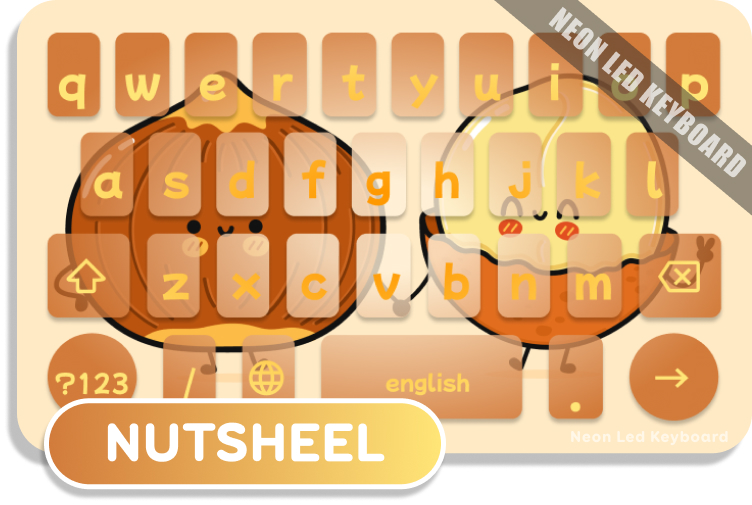 NEON LED KEYBOARD
q w e r t y u i o p
a s d f g h j k l
z x c v b n m
?123 / english .
Neon Led Keyboard
NUTSHEEL